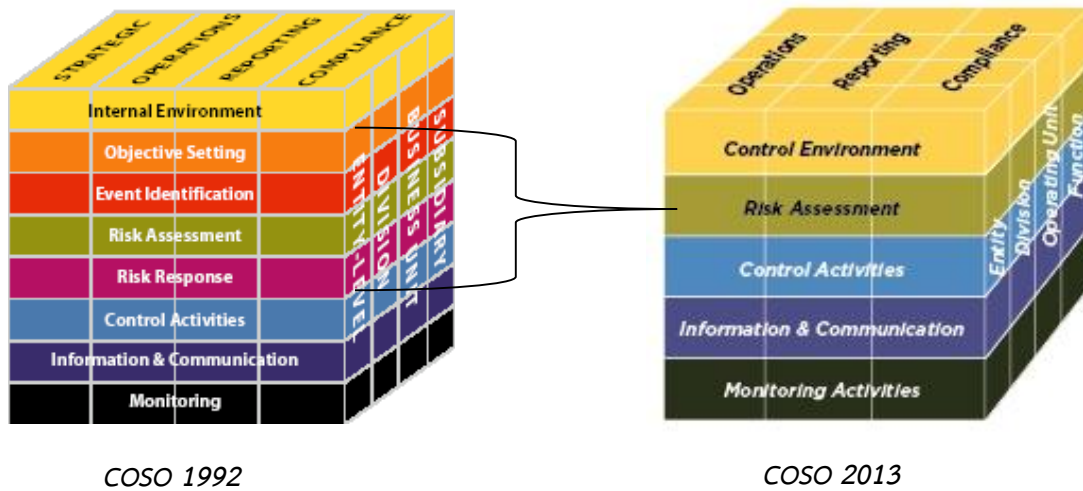 STRATEGIC
OPERATIONS
REPORTING
COMPLIANCE
Internal Environment
Objective Setting
Event Identification
Risk Assessment
Risk Response
Control Activities
Information & Communication
Monitoring
ENTITY-LEVEL
DIVISION
BUSINESS UNIT
SUBSIDIARY
COSO 1992
Operations
Reporting
Compliance
Control Environment
Risk Assessment
Control Activities
Information & Communication
Monitoring Activities
Entity
Division
Operating Unit
Function
COSO 2013